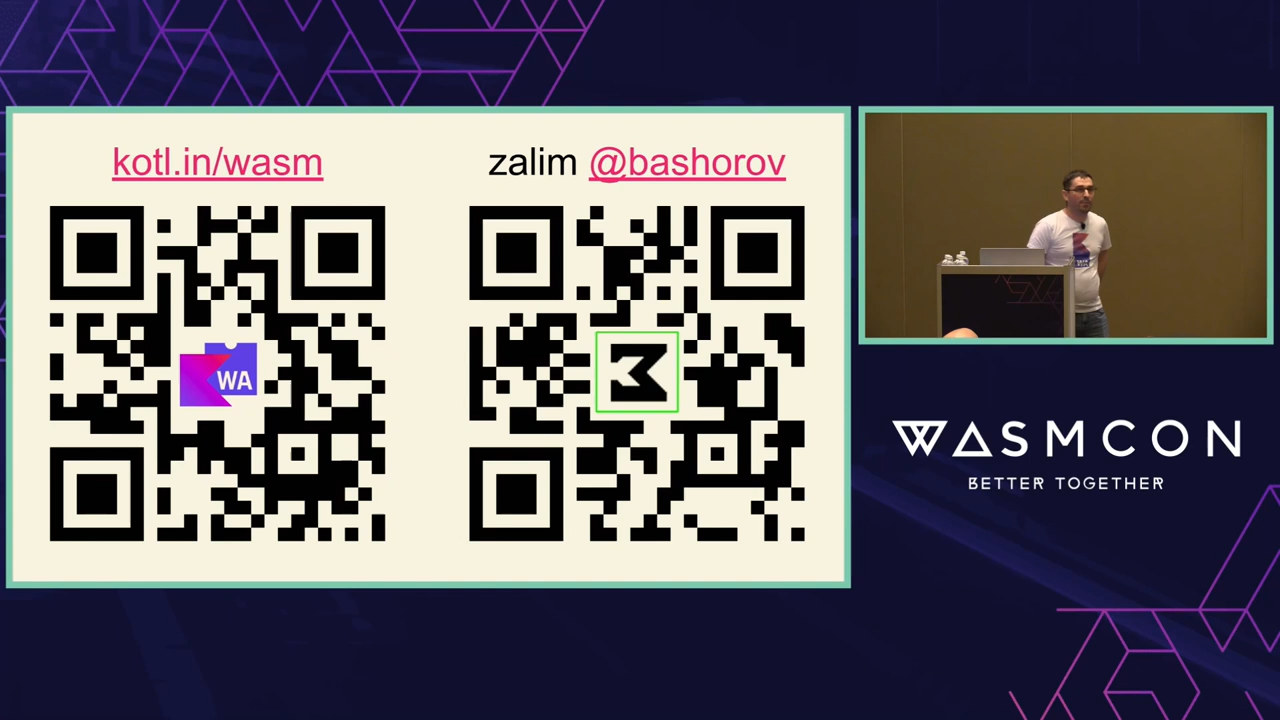 kotl.in/wasm
zalim @bashorov
WA
WASMCON
BETTER TOGETHER